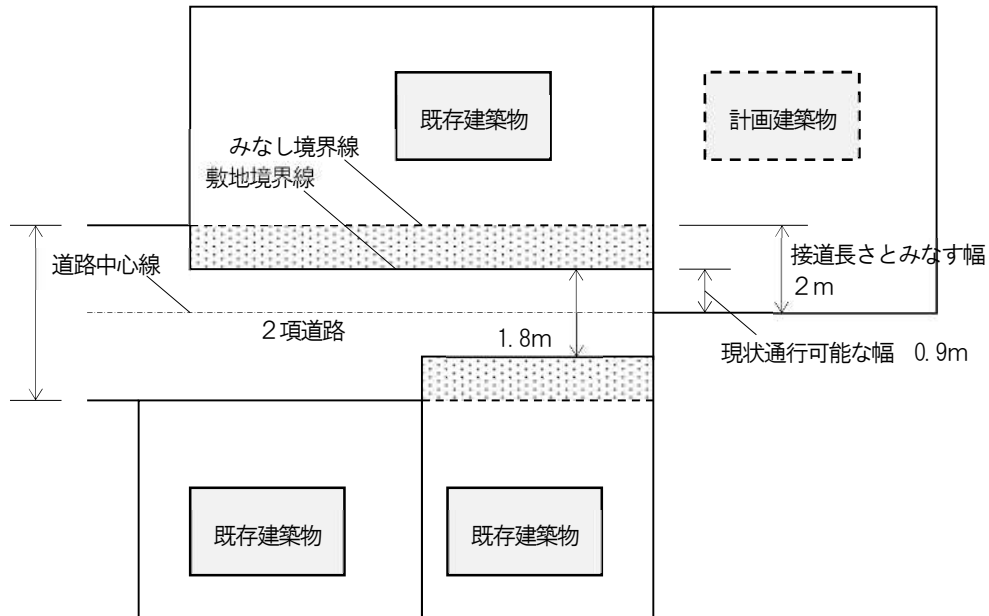 既存建築物
計画建築物
みなし境界線
敷地境界線
道路中心線
接道長さとみなす幅
2m
2項道路
1.8m
現状通行可能な幅 0.9m
既存建築物
既存建築物